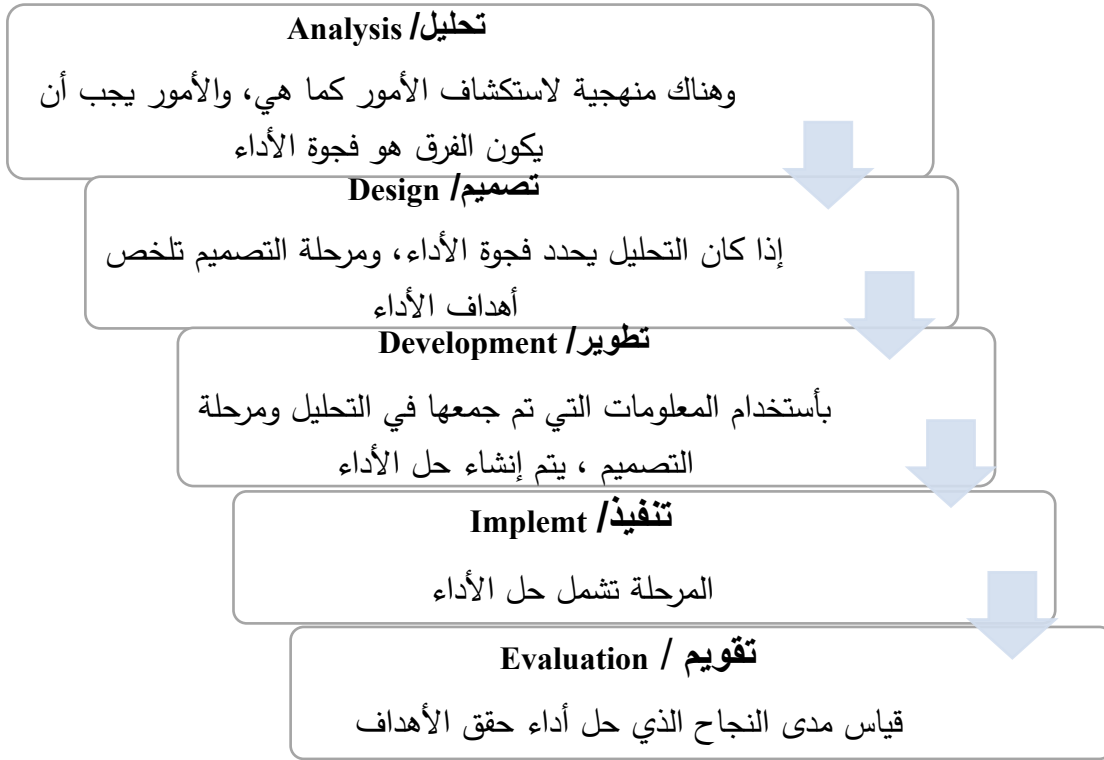 تحليل/ Analysis
وهناك منهجية لاستكشاف الأمور كما هي، والأمور يجب أن
يكون الفرق هو فجوة الأداء
تصميم/ Design
إذا كان التحليل يحدد فجوة الأداء، ومرحلة التصميم تلخص
أهداف الأداء
تطوير/ Development
بأستخدام المعلومات التي تم جمعها في التحليل ومرحلة
التصميم ، يتم إنشاء حل الأداء
تنفيذ/ Implemt
المرحلة تشمل حل الأداء
تقويم / Evaluation
قياس مدى النجاح الذي حل أداء حقق الأهداف